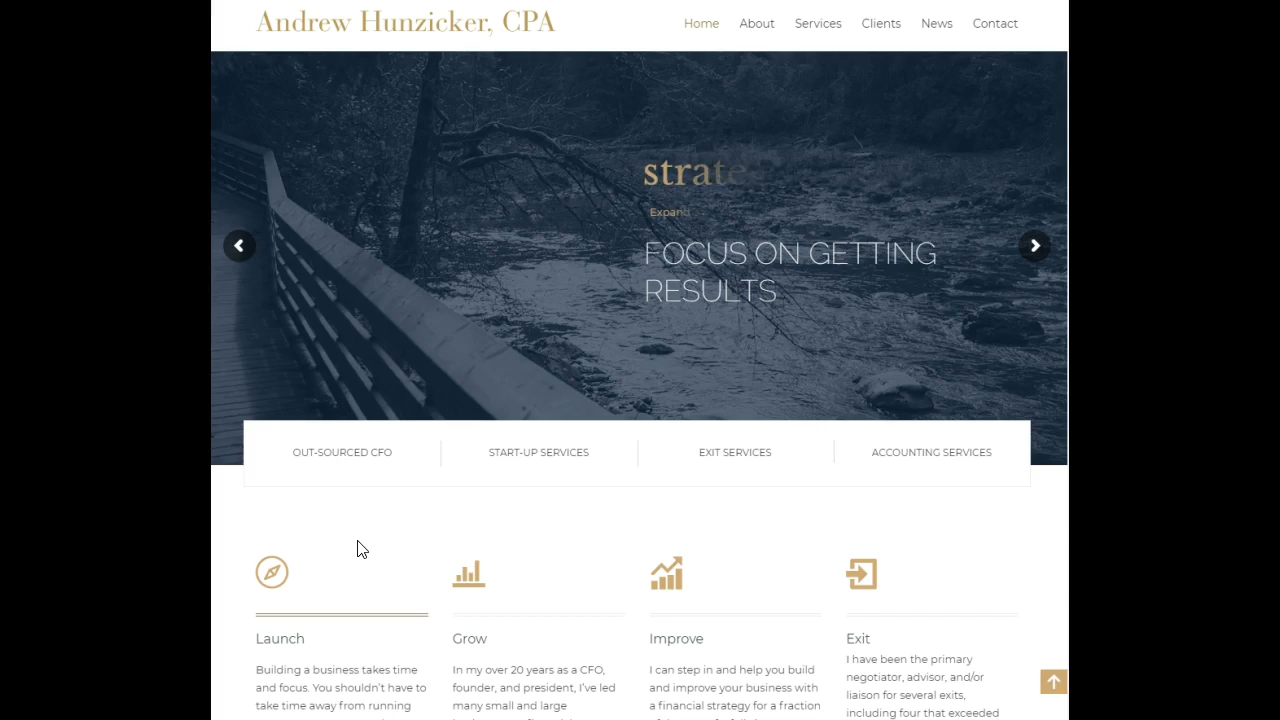 Andrew Hunzicker, CPA
Home About Services Clients News Contact
strate
Expand
FOCUS ON GETTING
RESULTS
OUT-SOURCED CFO START-UP SERVICES EXIT SERVICES ACCOUNTING SERVICES
Launch
Building a business takes time
and focus. You shouldn't have to
take time away from running
Grow
In my over 20 years as a CFO,
founder, and president, I've led
many small and large
Improve
I can step in and help you build
and improve your business with
a financial strategy for a fraction
Exit
I have been the primary
negotiator, advisor, and/or
liaison for several exits,
including four that exceeded